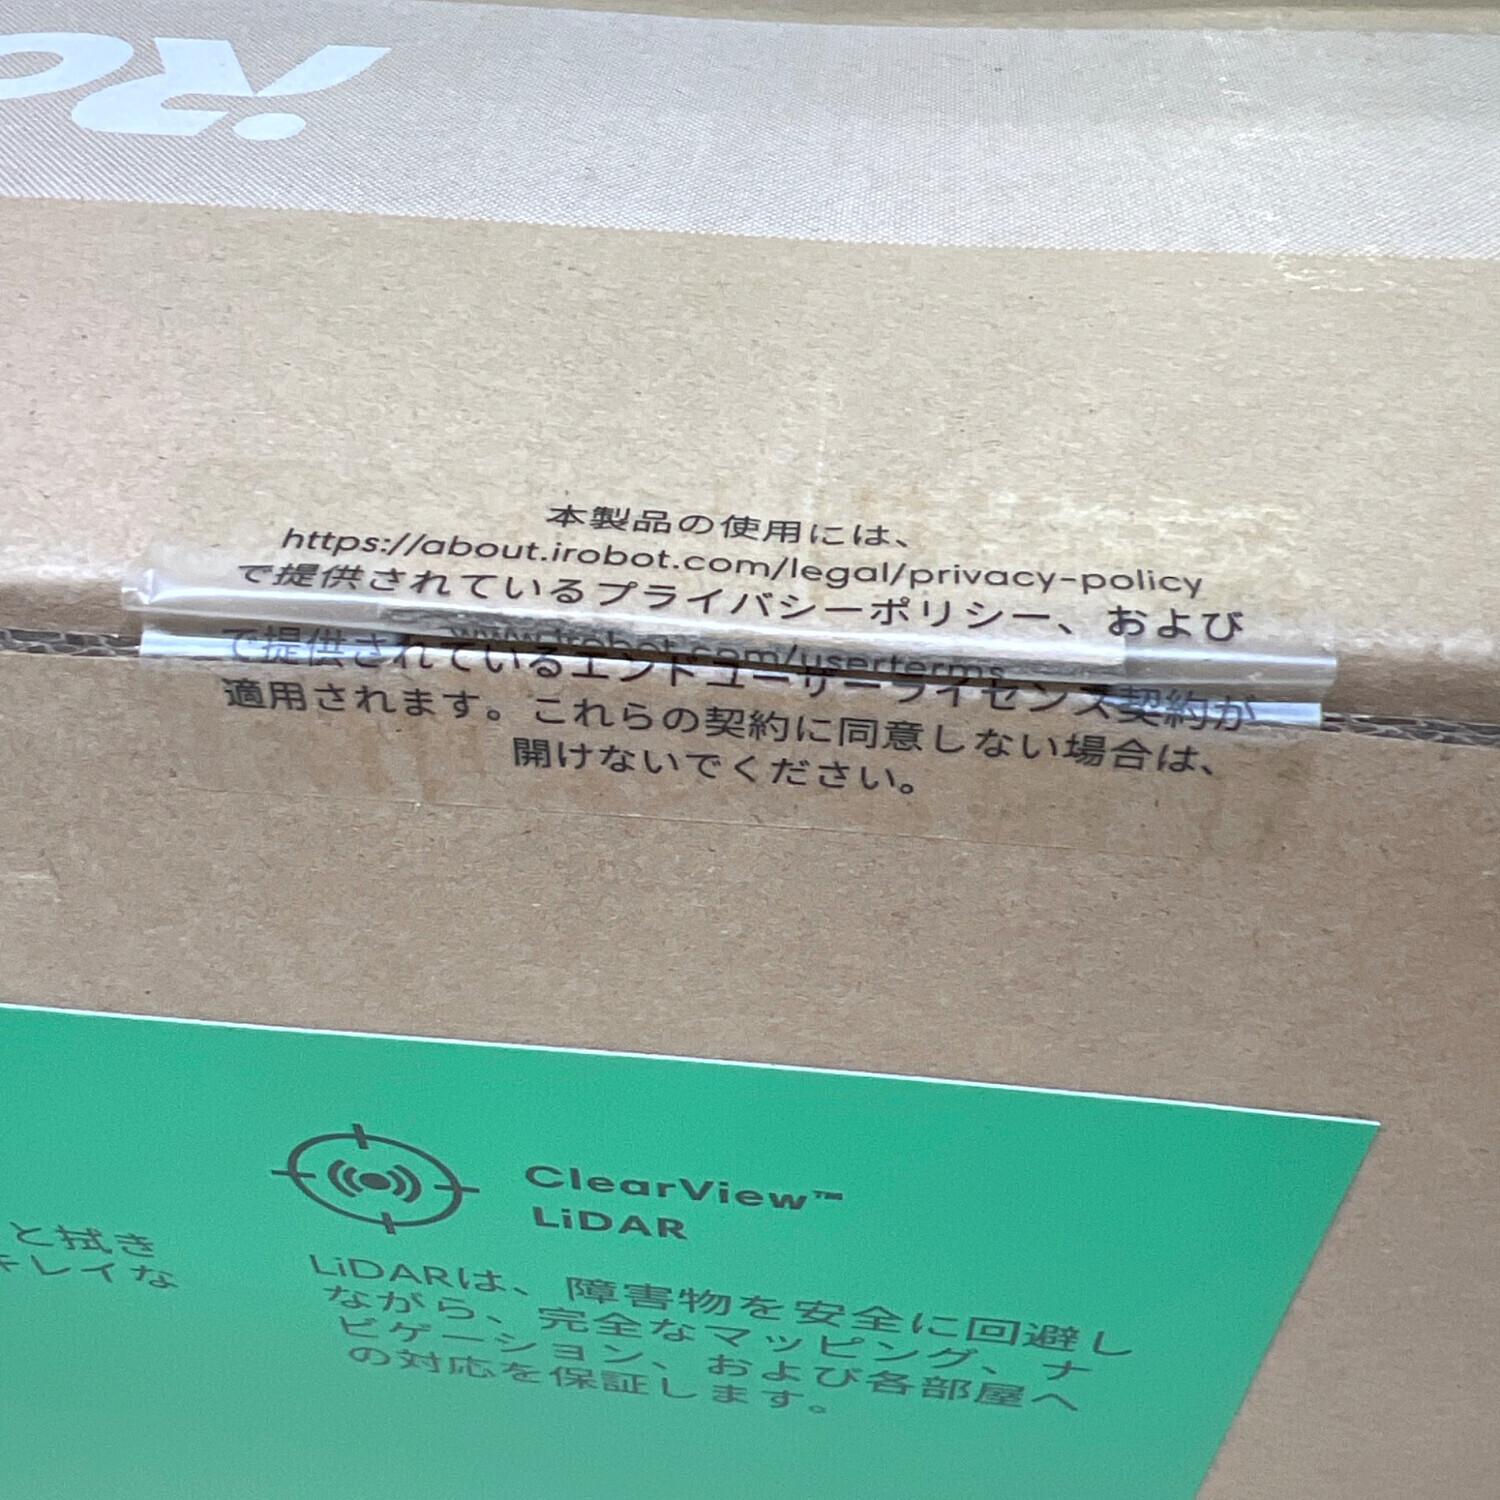 iRo
本製品の使用には、
https://about.irobot.com/legal/privacy-policy
で提供されているプライバシーポリシー、および
www.irobot.com/userterms
で提供されているエンドユーザーライセンス契約が
適用されます。これらの契約に同意しない場合は、
開けないでください。
と拭き
キレイな
ClearView™
LiDAR
LiDARは、障害物を安全に回避し
ながら、完全なマッピング、ナ
ビゲーション、および各部屋へ
の対応を保証します。